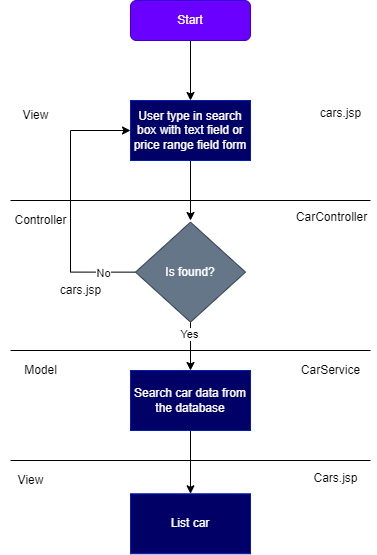 Start
View
cars.jsp
User type in search
box with text field or
price range field form
Controller
CarController
Is found?
No
cars.jsp
Yes
Model
CarService
Search car data from
the database
View
Cars.jsp
List car